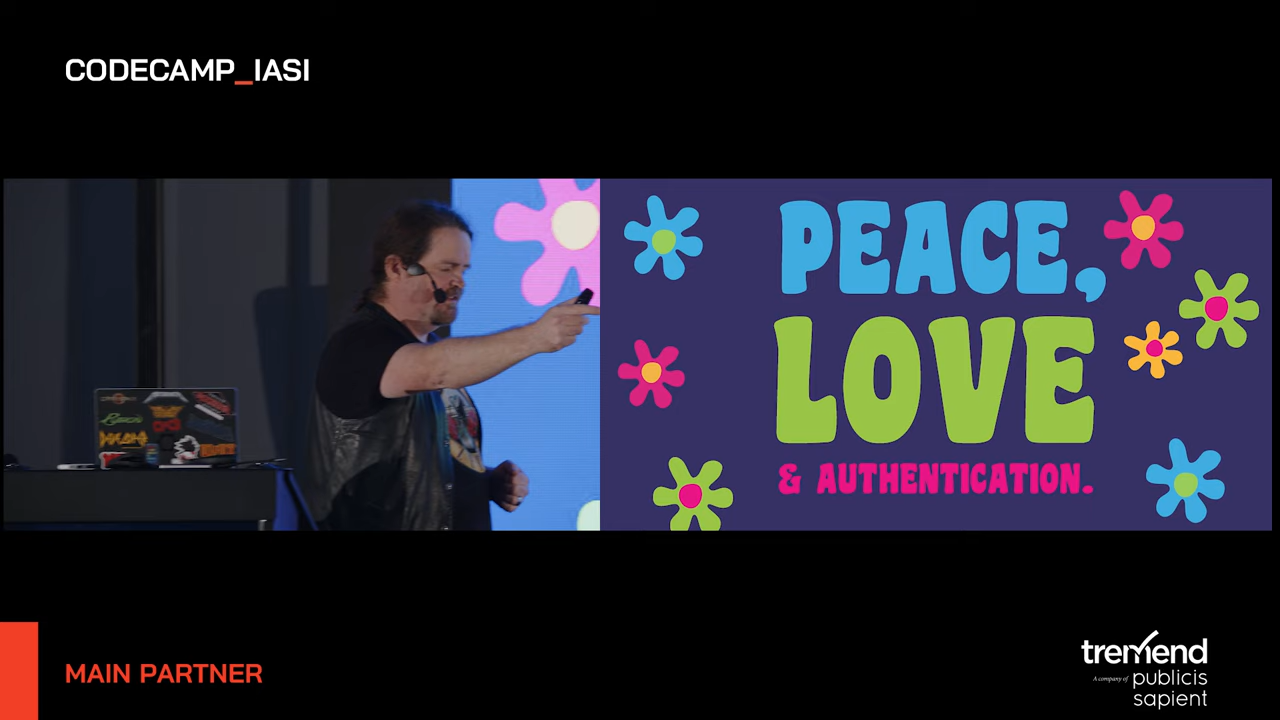 CODECAMP_IASI
PEACE,
LOVE
& AUTHENTICATION.
MAIN PARTNER
tremend
A company of publicis
sapient